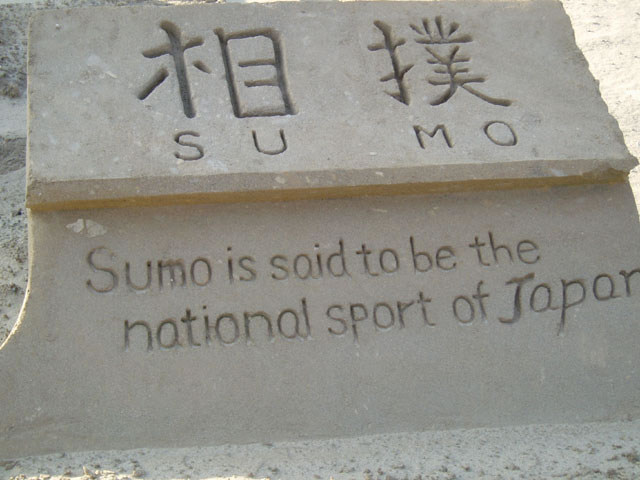 相撲
SUMO
Sumo is said to be the
national sport of Japan